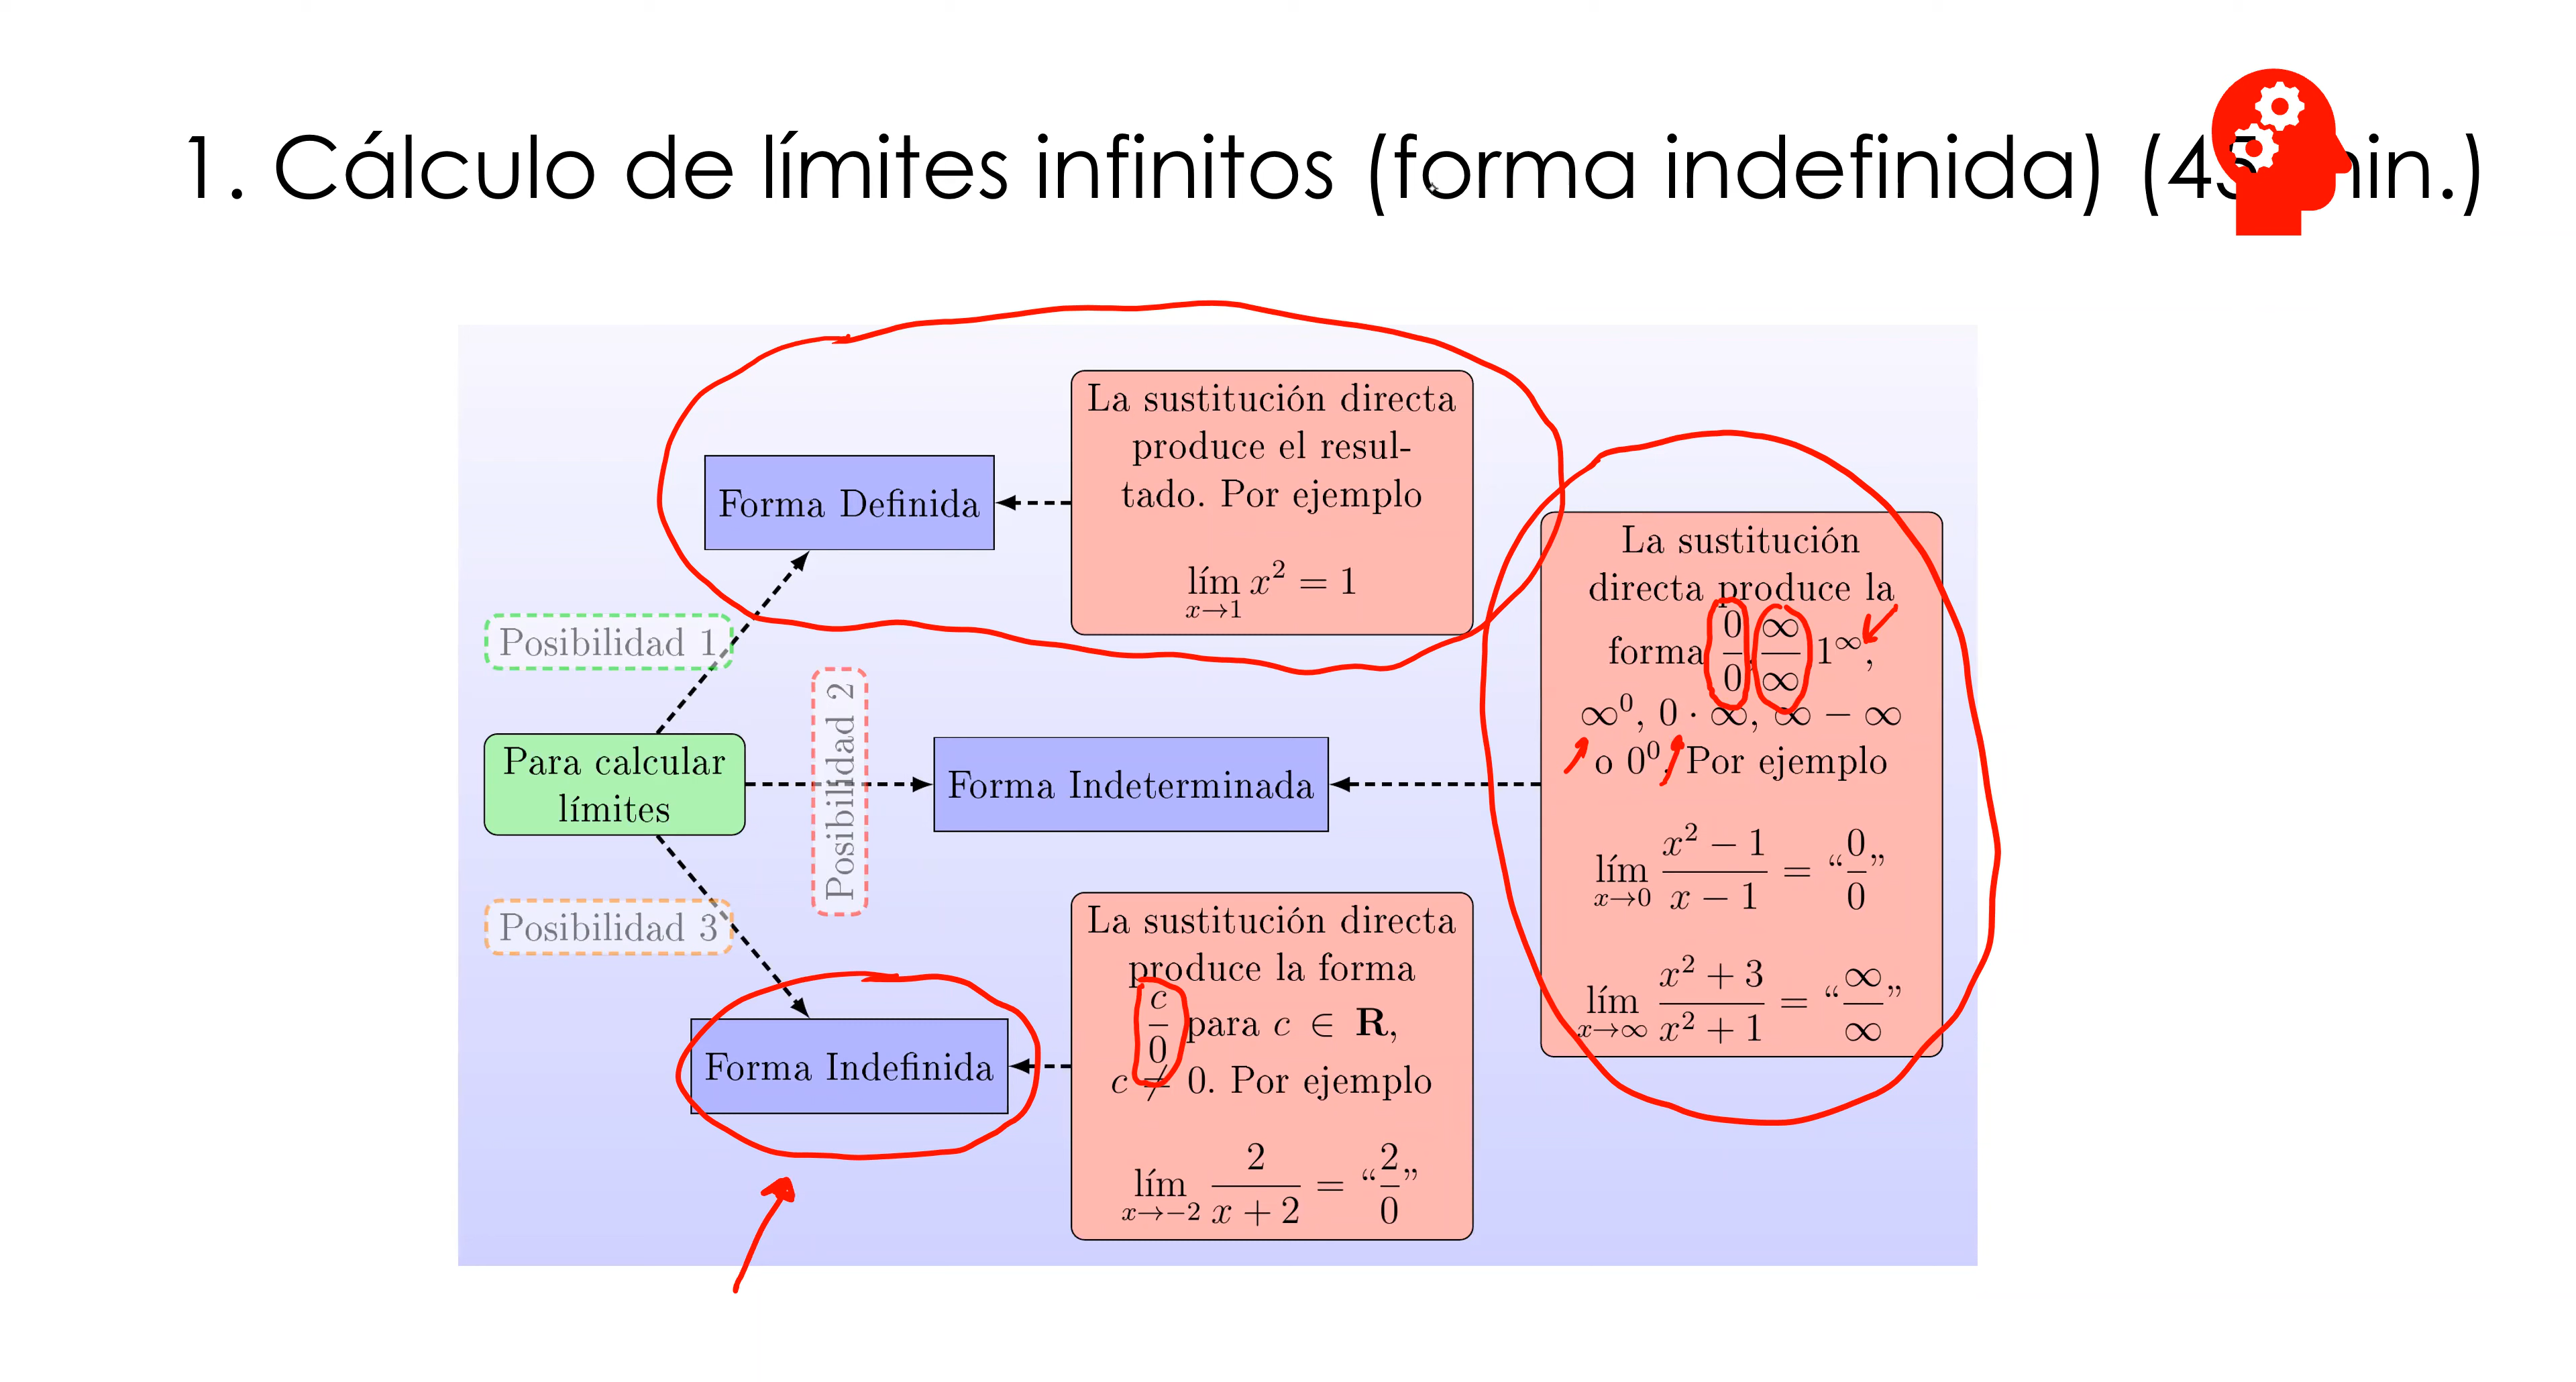 1. Cálculo de límites infinitos (forma indefinida) (45 min.)
La sustitución directa
produce el resul-
tado. Por ejemplo
lím x→1 x² = 1
Forma Definida
Posibilidad 1
Posibilidad 2
Para calcular
límites
Forma Indeterminada
La sustitución
directa produce la
forma 0/0, ∞/∞ 1^∞,
∞⁰, 0 · ∞, ∞ − ∞
o 0⁰. Por ejemplo
lím x→0 (x² − 1)/(x − 1) = “0/0”
lím x→∞ (x² + 3)/(x² + 1) = “∞/∞”
Posibilidad 3
Forma Indefinida
La sustitución directa
produce la forma
c/0 para c ∈ R,
c ≠ 0. Por ejemplo
lím x→−2 2/(x + 2) = “2/0”